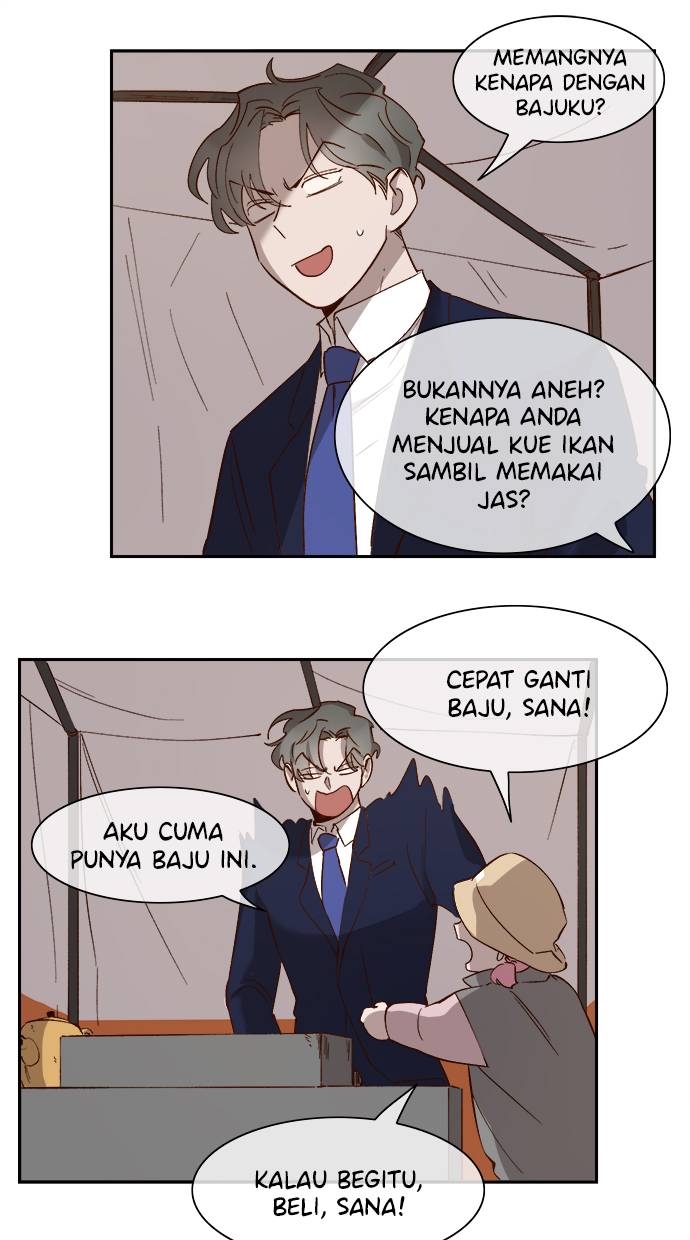 MEMANGNYA
KENAPA DENGAN
BAJUKU?
BUKANNYA ANEH?
KENAPA ANDA
MENJUAL KUE IKAN
SAMBIL MEMAKAI
JAS?
CEPAT GANTI
BAJU, SANA!
AKU CUMA
PUNYA BAJU INI.
KALAU BEGITU,
BELI, SANA!